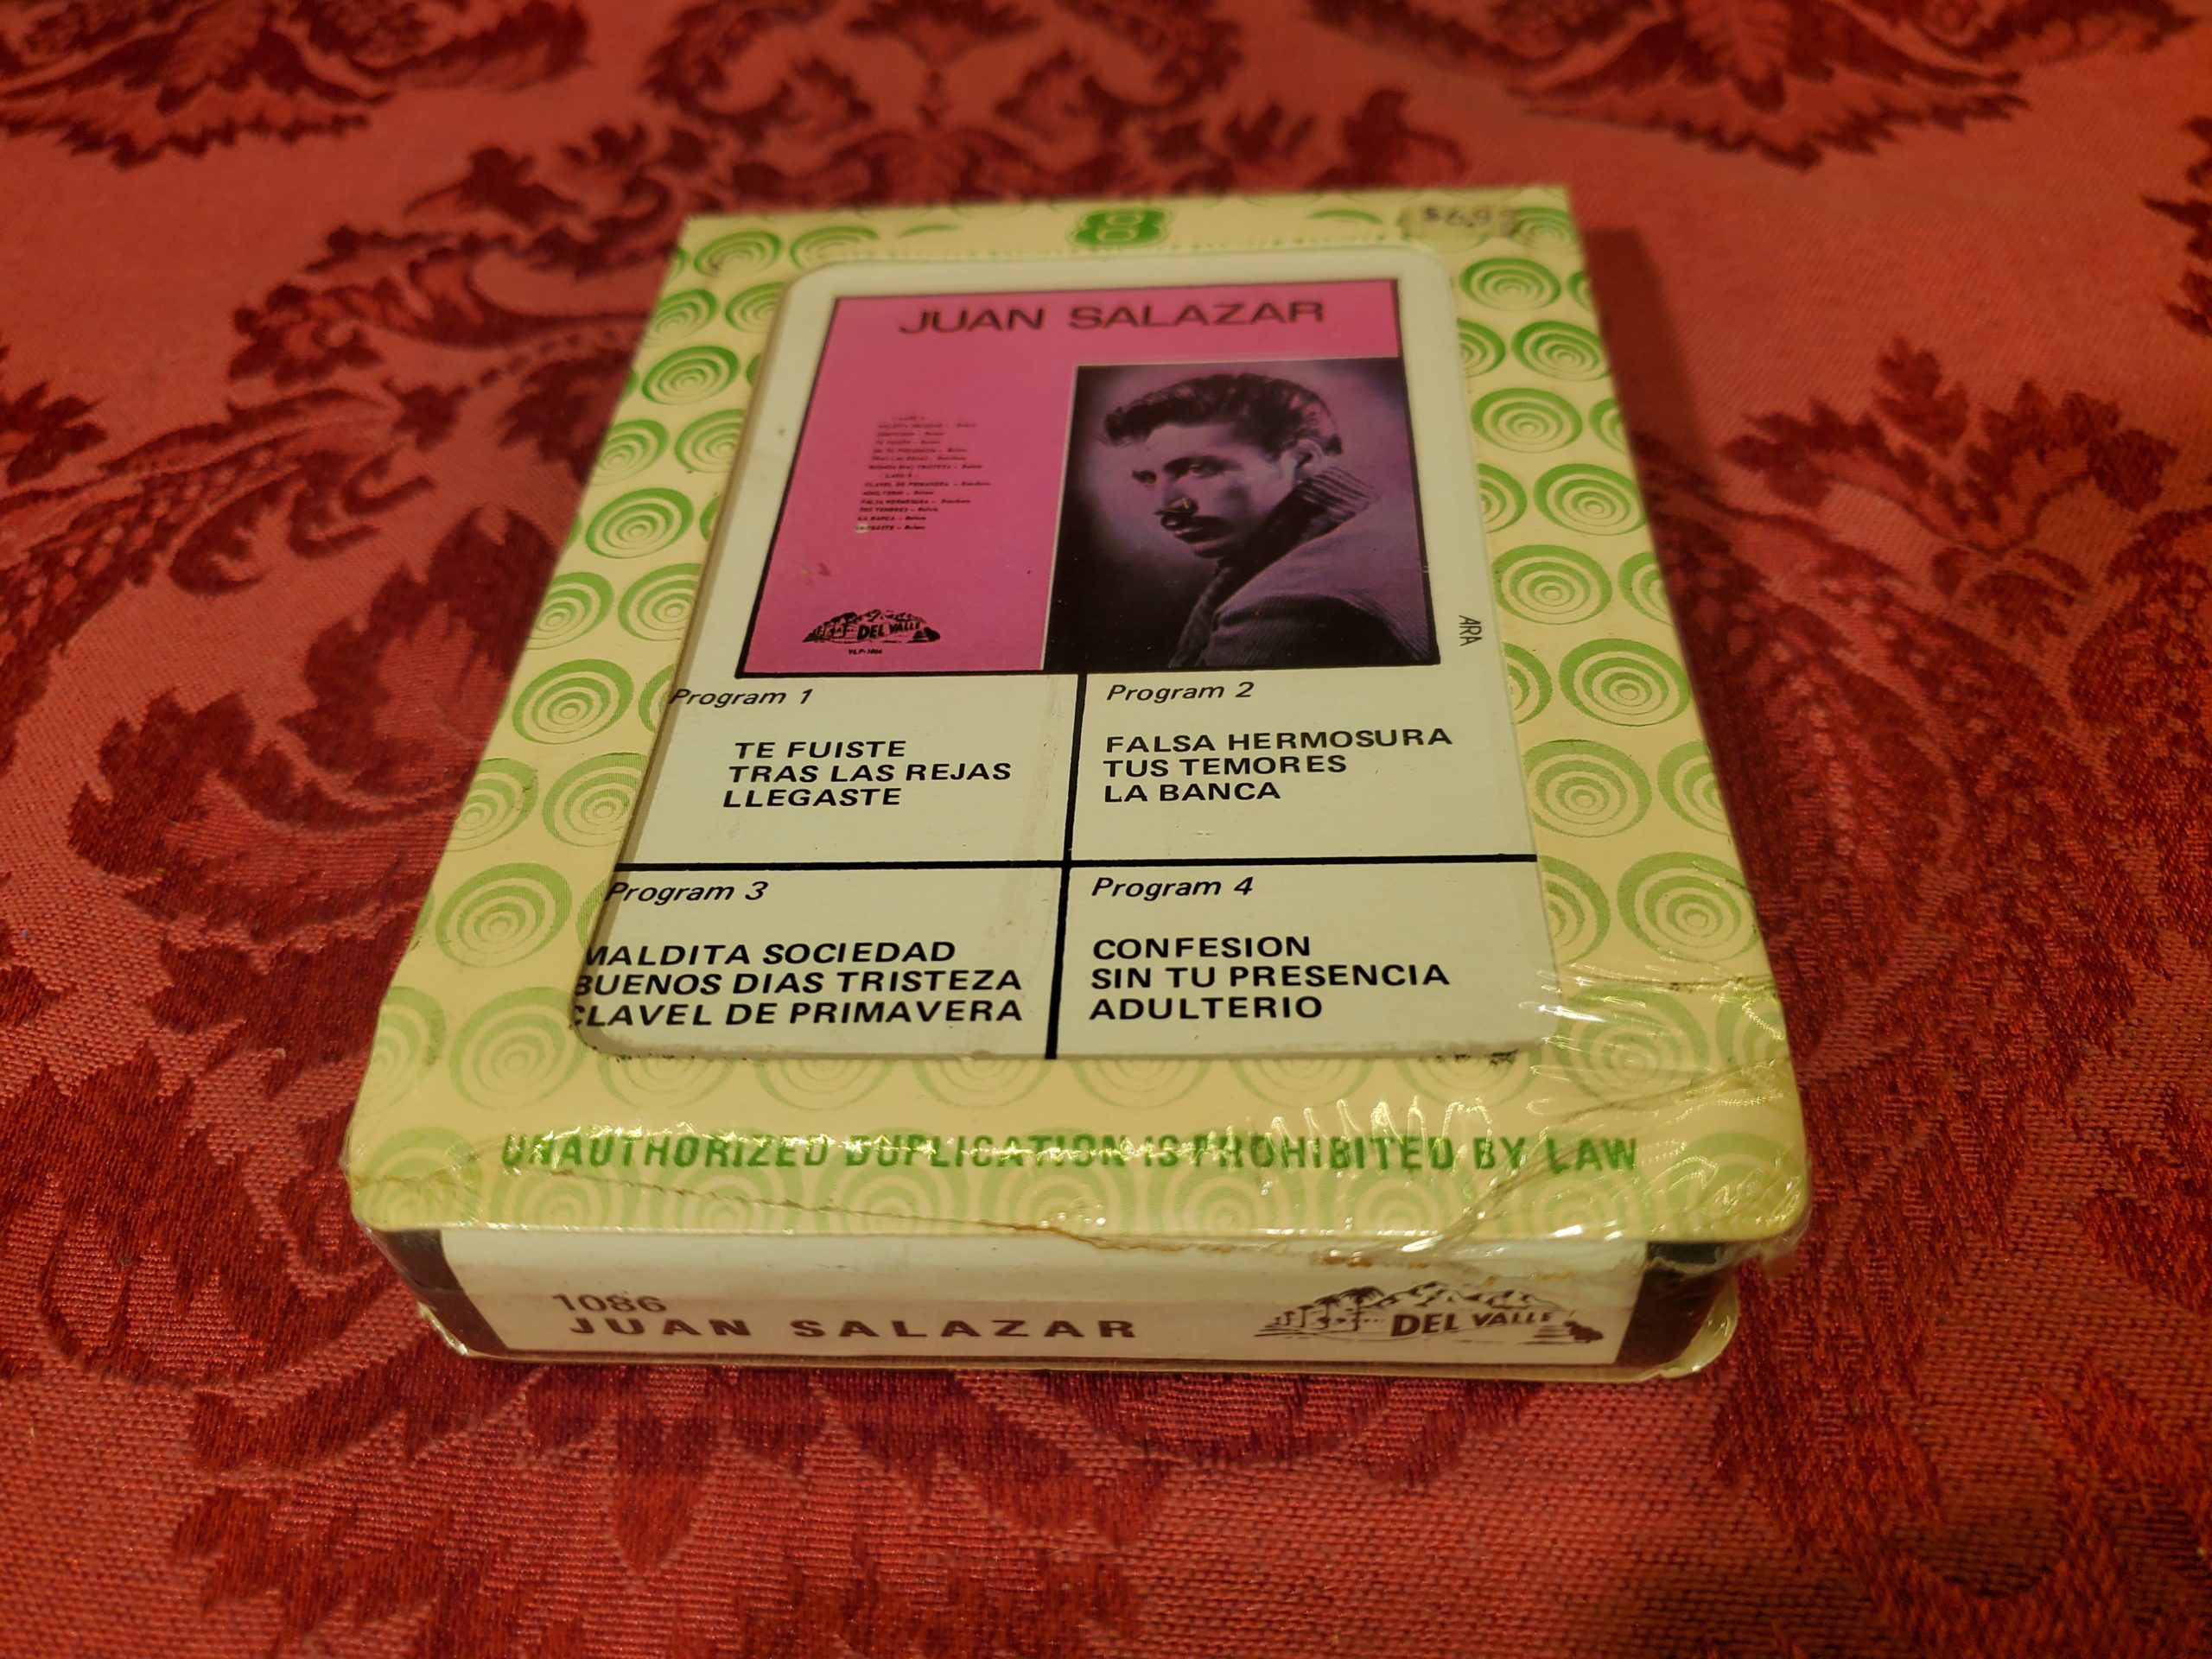 8
JUAN SALAZAR
DEL VALLE
ARA
Program 1
TE FUISTE
TRAS LAS REJAS
LLEGASTE
Program 2
FALSA HERMOSURA
TUS TEMORES
LA BANCA
Program 3
MALDITA SOCIEDAD
BUENOS DIAS TRISTEZA
CLAVEL DE PRIMAVERA
Program 4
CONFESION
SIN TU PRESENCIA
ADULTERIO
UNAUTHORIZED DUPLICATION IS PROHIBITED BY LAW
1086
JUAN SALAZAR
DEL VALLE